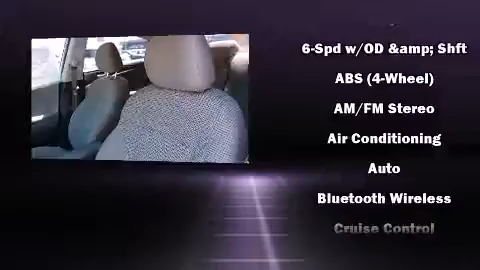 6-Spd w/OD &amp; Shft
ABS (4-Wheel)
AM/FM Stereo
Air Conditioning
Auto
Bluetooth Wireless
Cruise Control